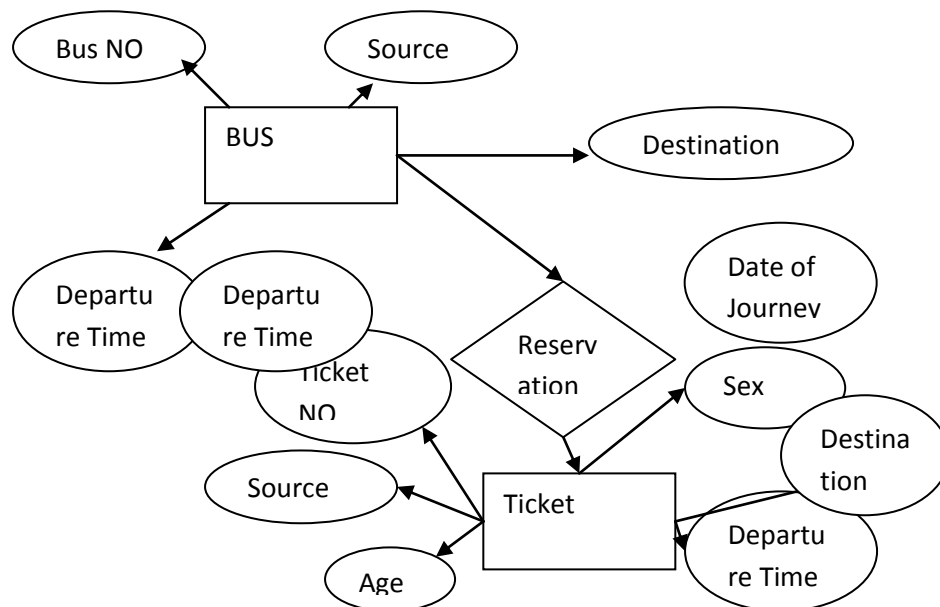 Bus NO
Source
BUS
Destination
Departu
re Time
Departu
re Time
Date of
Journey
Reserv
ation
Ticket
NO
Sex
Destina
tion
Source
Ticket
Departu
re Time
Age